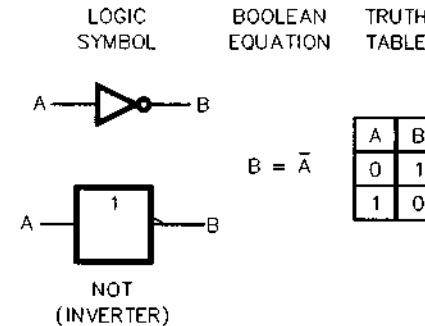 LOGIC SYMBOL
BOOLEAN EQUATION
TRUTH TABLE
A B
B = Ā
A B
0 1
1 0
1
A B
NOT
(INVERTER)